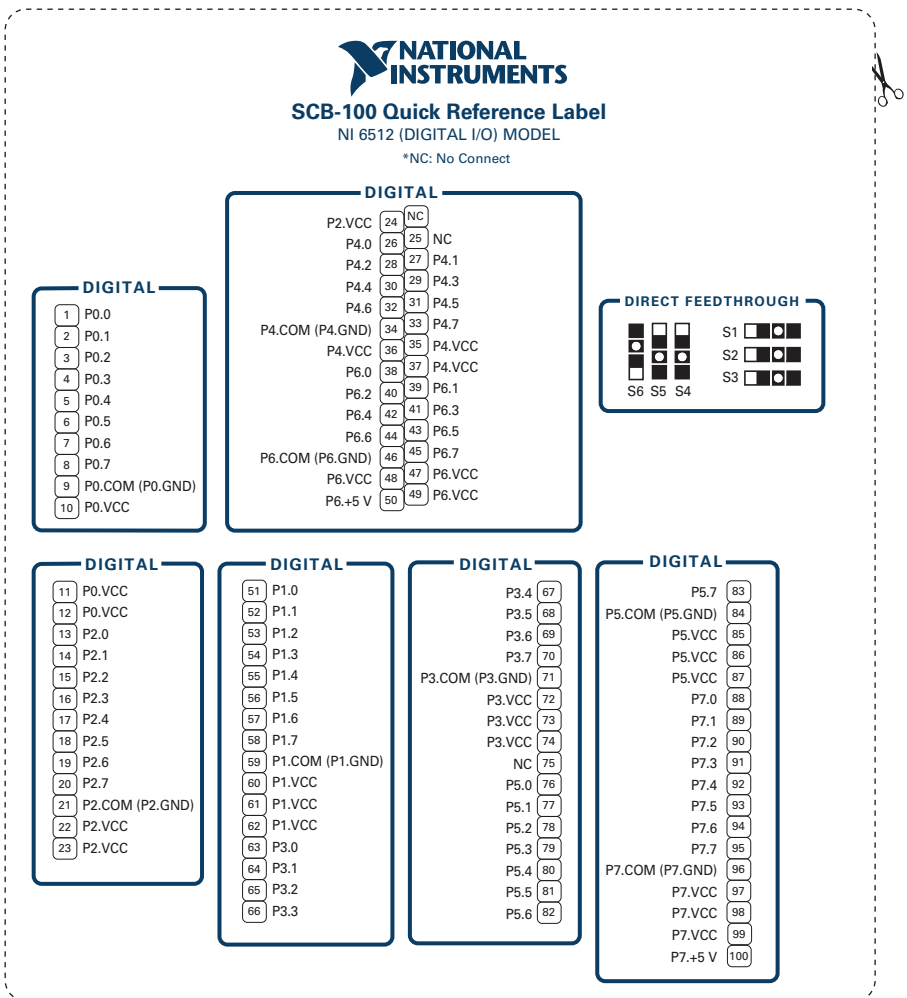 NATIONAL
INSTRUMENTS
SCB-100 Quick Reference Label
NI 6512 (DIGITAL I/O) MODEL
*NC: No Connect
DIGITAL
1 P0.0
2 P0.1
3 P0.2
4 P0.3
5 P0.4
6 P0.5
7 P0.6
8 P0.7
9 P0.COM (P0.GND)
10 P0.VCC
DIGITAL
NC
P2.VCC 24 25 NC
P4.0 26 27 P4.1
P4.2 28 29 P4.3
P4.4 30 31 P4.5
P4.6 32 33 P4.7
P4.COM (P4.GND) 34 35 P4.VCC
P4.VCC 36 37 P4.VCC
P6.0 38 39 P6.1
P6.2 40 41 P6.3
P6.4 42 43 P6.5
P6.6 44 45 P6.7
P6.COM (P6.GND) 46 47 P6.VCC
P6.VCC 48 49 P6.VCC
P6.+5 V 50
DIRECT FEEDTHROUGH
S1
S2
S3
S6 S5 S4
DIGITAL
11 P0.VCC
12 P0.VCC
13 P2.0
14 P2.1
15 P2.2
16 P2.3
17 P2.4
18 P2.5
19 P2.6
20 P2.7
21 P2.COM (P2.GND)
22 P2.VCC
23 P2.VCC
DIGITAL
51 P1.0
52 P1.1
53 P1.2
54 P1.3
55 P1.4
56 P1.5
57 P1.6
58 P1.7
59 P1.COM (P1.GND)
60 P1.VCC
61 P1.VCC
62 P1.VCC
63 P3.0
64 P3.1
65 P3.2
66 P3.3
DIGITAL
P3.4 67
P3.5 68
P3.6 69
P3.7 70
P3.COM (P3.GND) 71
P3.VCC 72
P3.VCC 73
P3.VCC 74
NC 75
P5.0 76
P5.1 77
P5.2 78
P5.3 79
P5.4 80
P5.5 81
P5.6 82
DIGITAL
P5.7 83
P5.COM (P5.GND) 84
P5.VCC 85
P5.VCC 86
P5.VCC 87
P7.0 88
P7.1 89
P7.2 90
P7.3 91
P7.4 92
P7.5 93
P7.6 94
P7.7 95
P7.COM (P7.GND) 96
P7.VCC 97
P7.VCC 98
P7.VCC 99
P7.+5 V 100